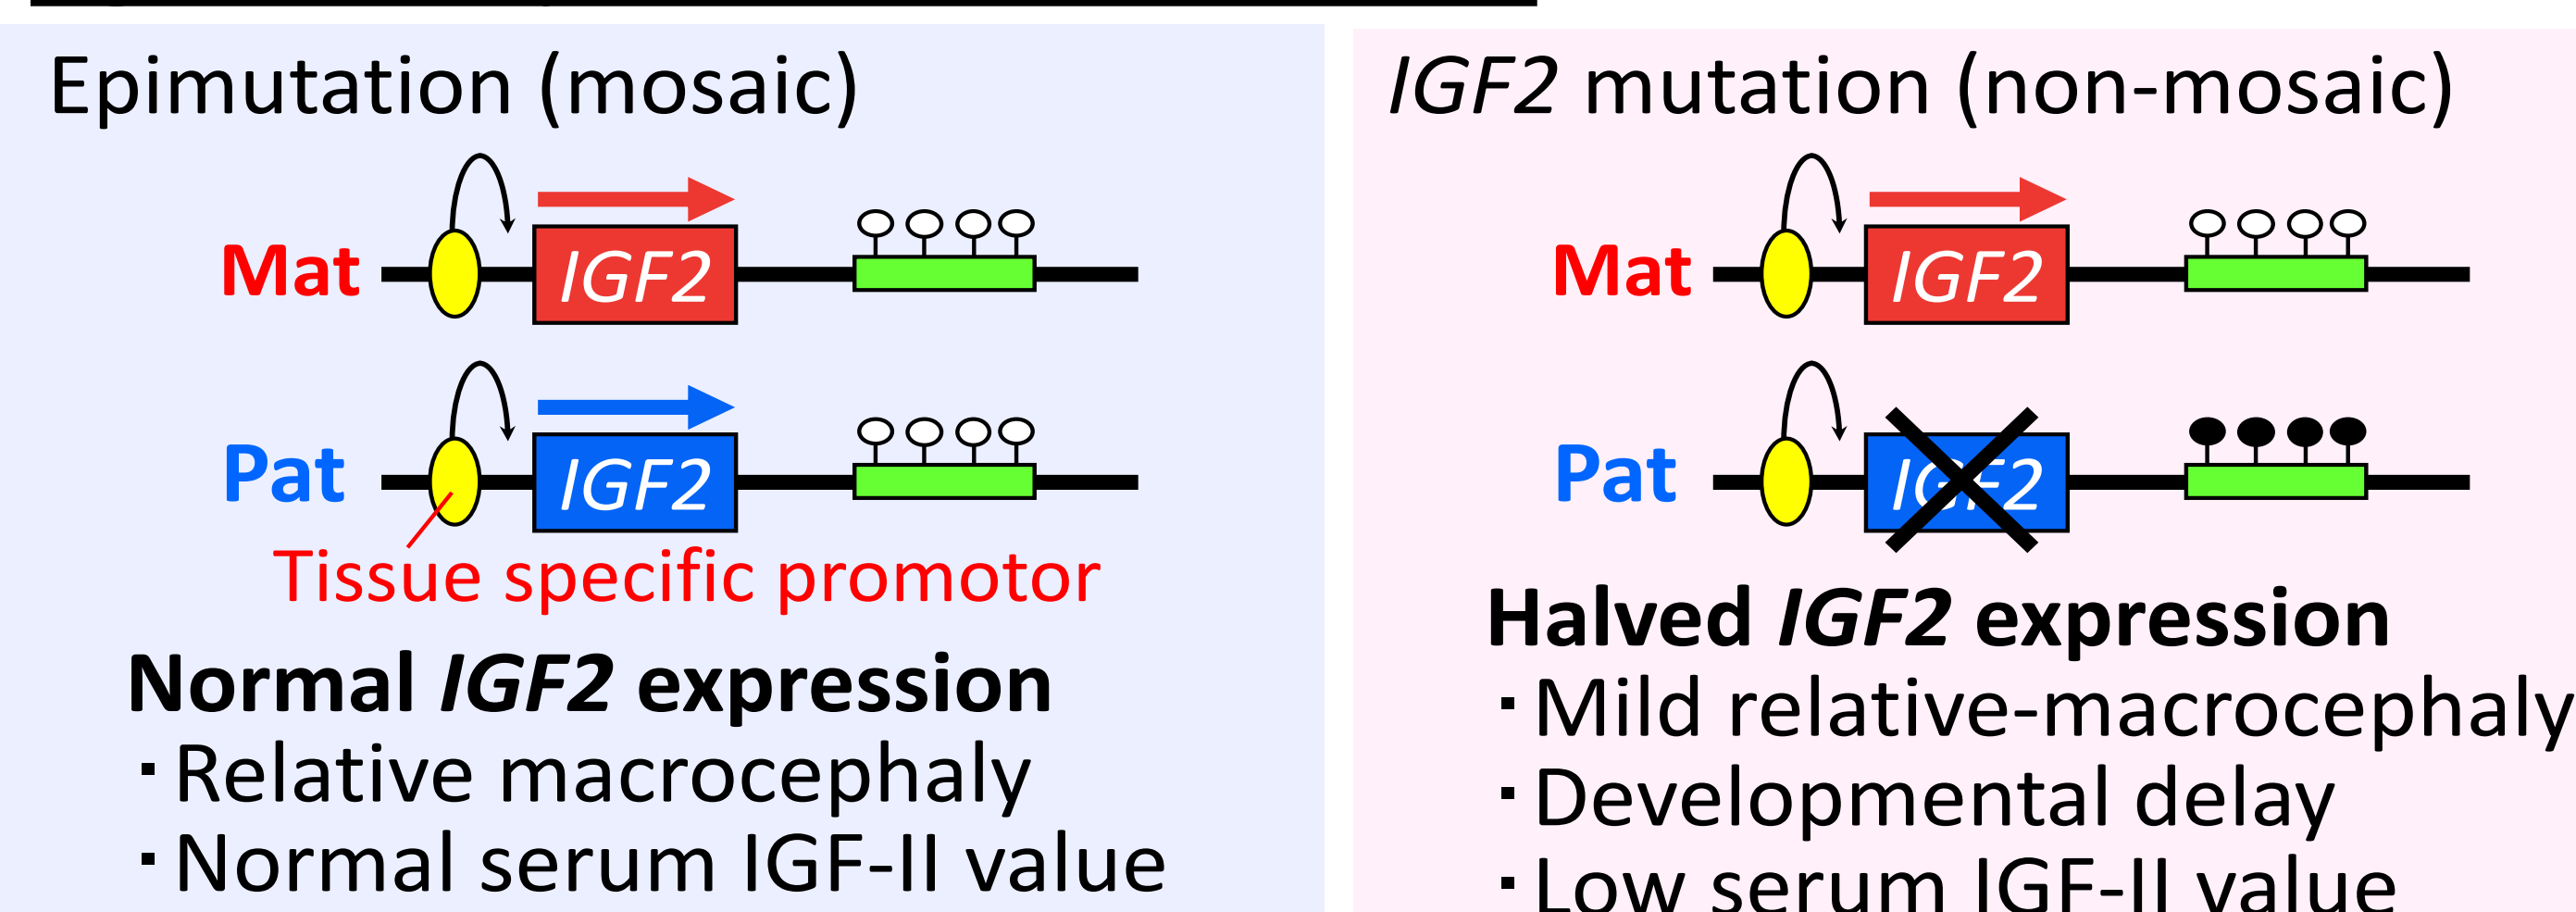 Epimutation (mosaic)
Mat IGF2
Pat IGF2
Tissue specific promotor
Normal IGF2 expression
・Relative macrocephaly
・Normal serum IGF-II value
IGF2 mutation (non-mosaic)
Mat IGF2
Pat IGF2
Halved IGF2 expression
・Mild relative-macrocephaly
・Developmental delay
・Low serum IGF-II value